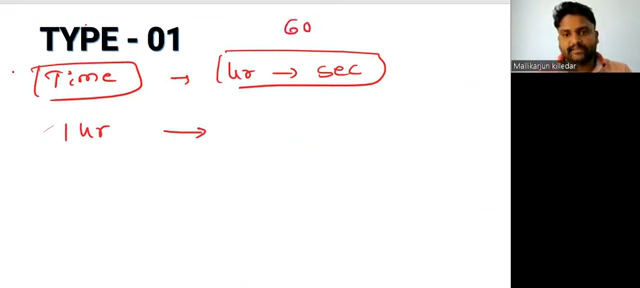 60
TYPE - 01
Time → hr → sec
1 hr →
Mallikarjun killedar